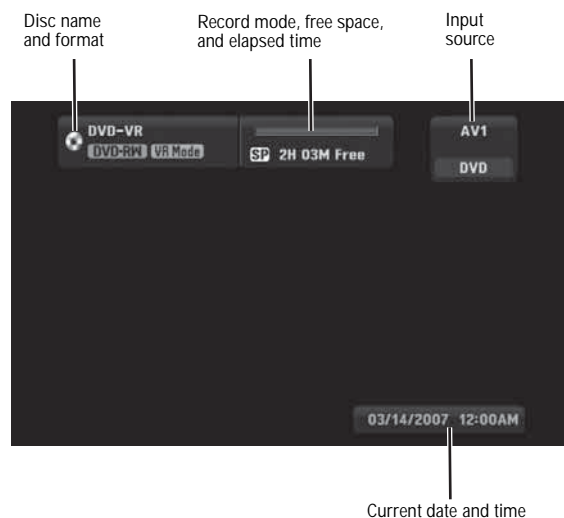 Disc name
and format
Record mode, free space,
and elapsed time
Input
source
DVD-VR
DVD-RW VR Mode
SP 2H 03M Free
AV1
DVD
03/14/2007 12:00AM
Current date and time